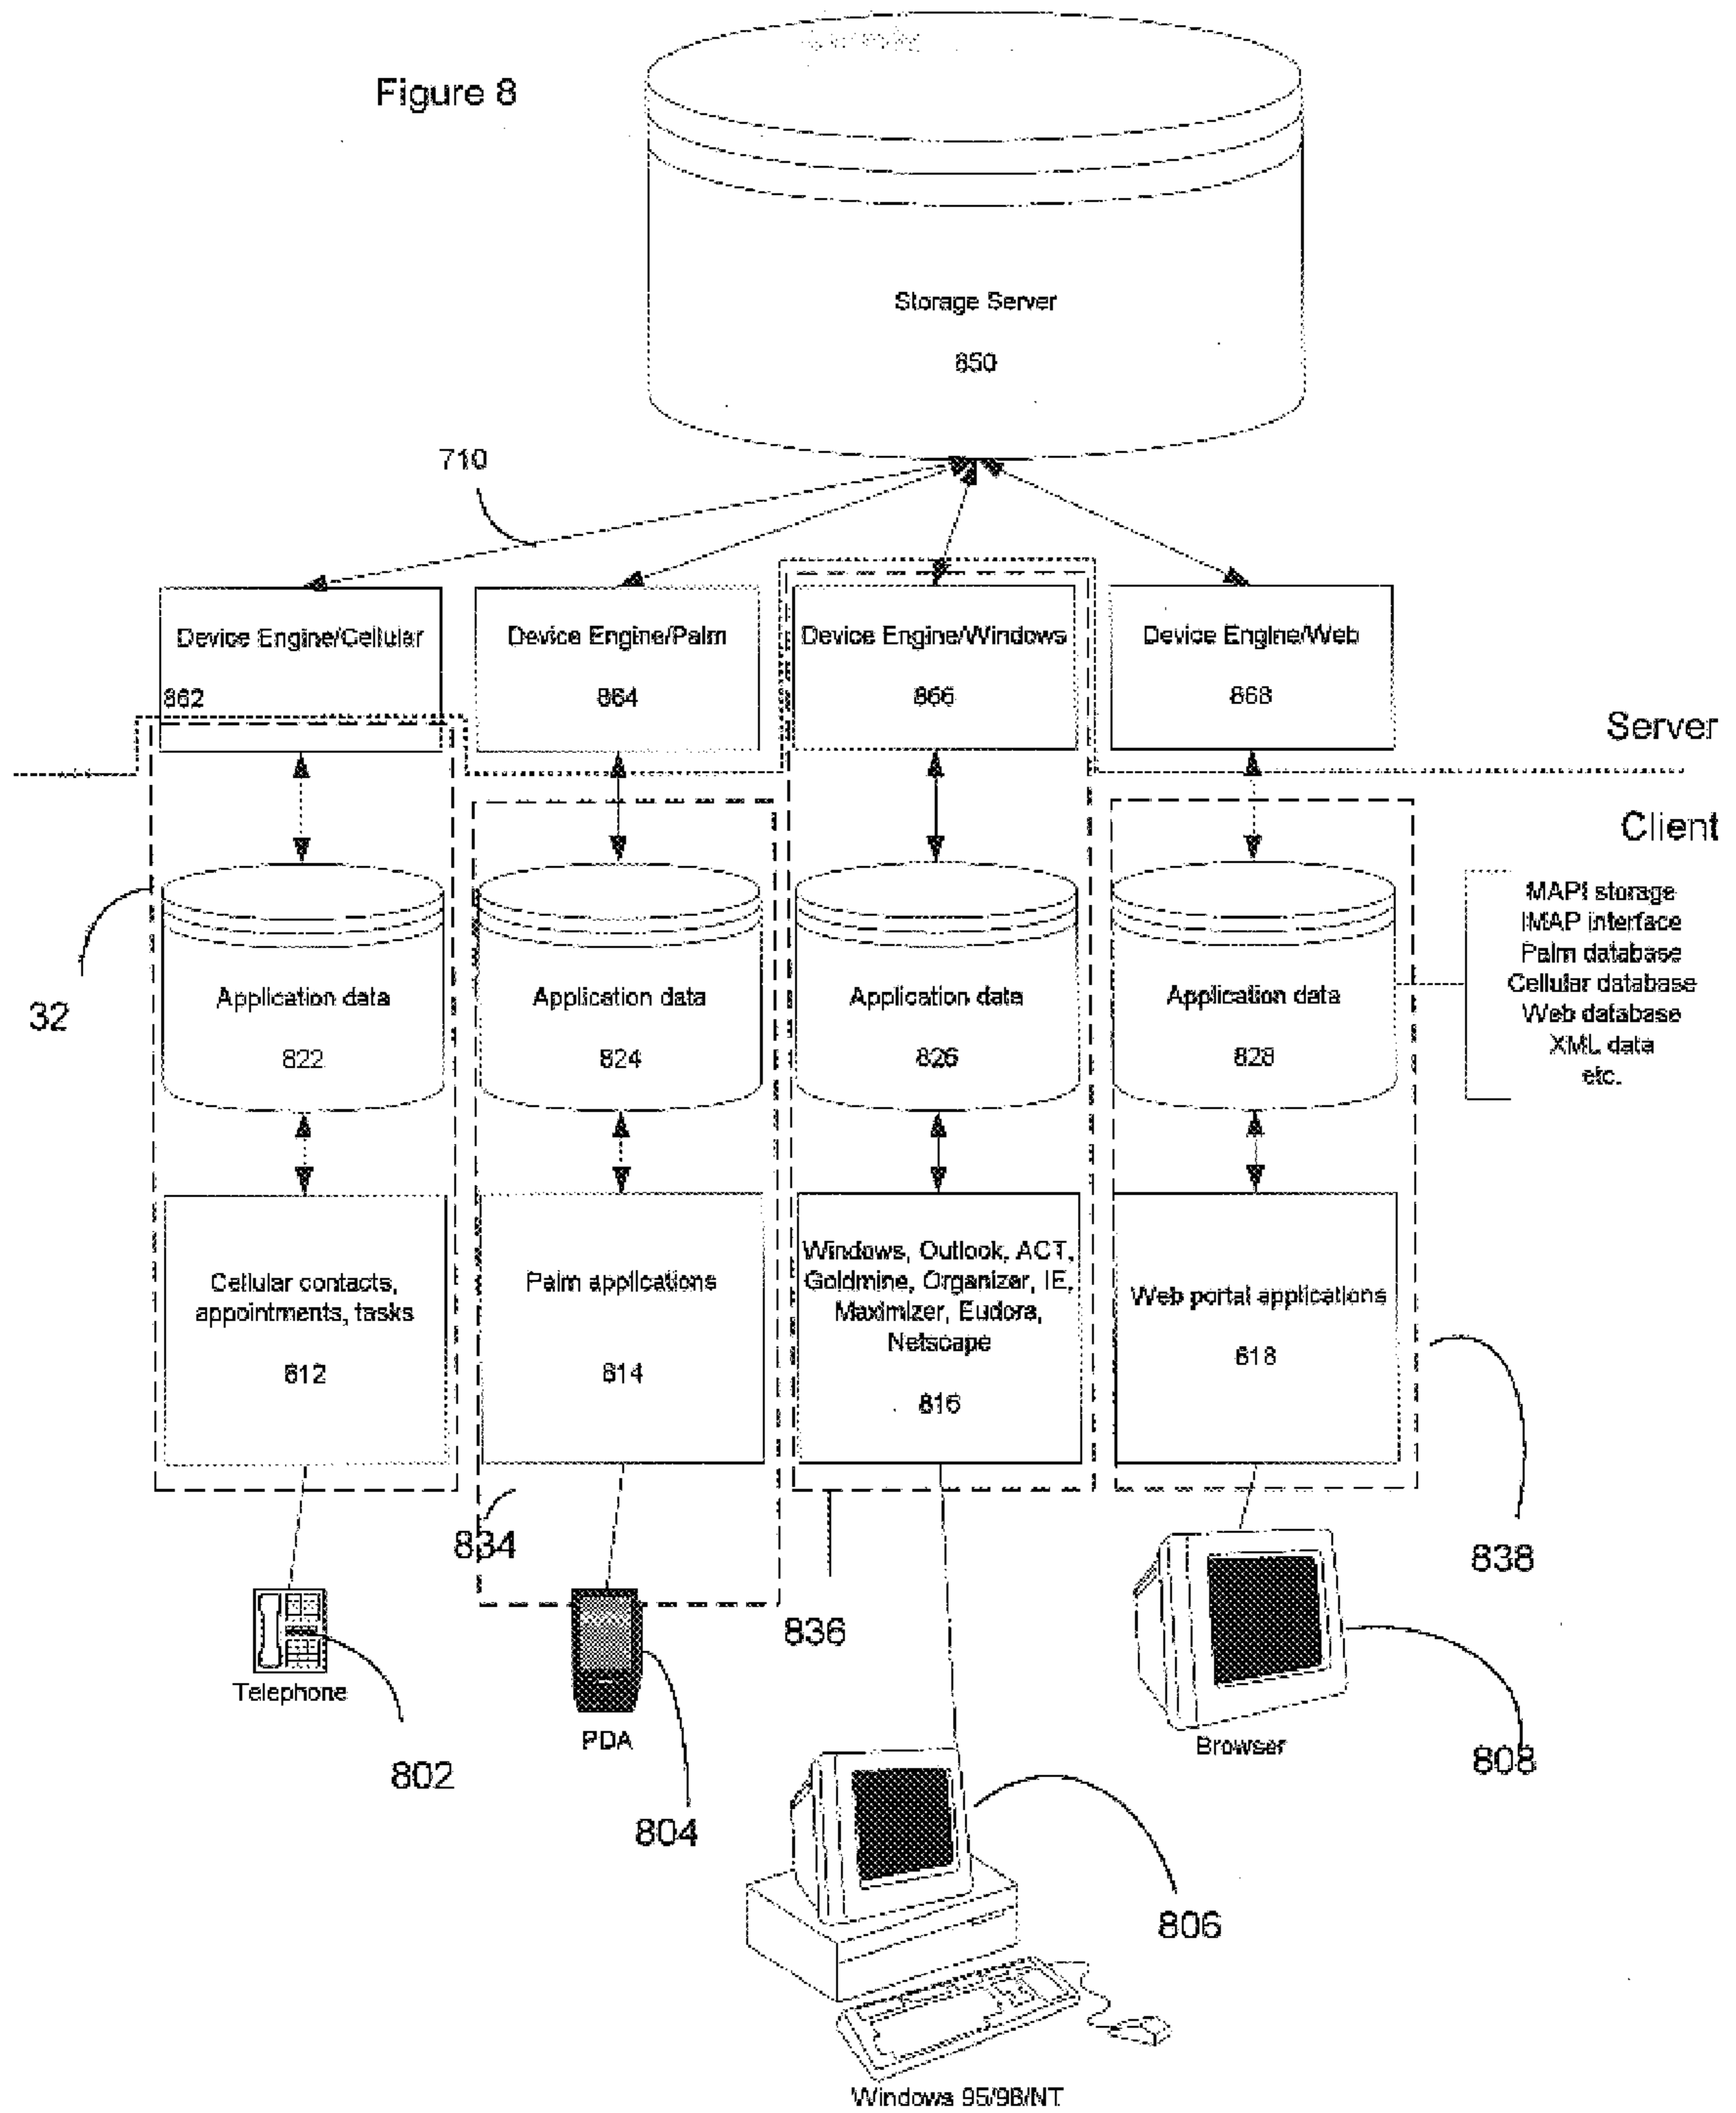 Figure 8
Storage Server
850
710
Device Engine/Cellular
862
Device Engine/Palm
864
Device Engine/Windows
866
Device Engine/Web
868
Server
Client
32
Application data
822
Application data
824
Application data
826
Application data
828
MAPI storage
IMAP interface
Palm database
Cellular database
Web database
XML data
etc.
Cellular contacts,
appointments, tasks
812
Palm applications
814
Windows, Outlook, ACT,
Goldmine, Organizer, IE,
Maximizer, Eudora,
Netscape
816
Web portal applications
818
834
836
838
Telephone
802
PDA
804
Browser
808
806
Windows 95/98/NT